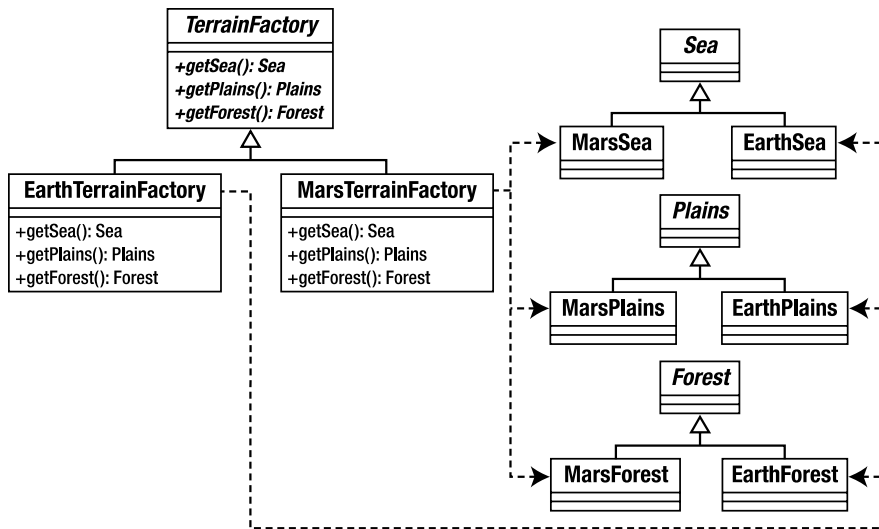 TerrainFactory
+getSea(): Sea
+getPlains(): Plains
+getForest(): Forest
EarthTerrainFactory
+getSea(): Sea
+getPlains(): Plains
+getForest(): Forest
MarsTerrainFactory
+getSea(): Sea
+getPlains(): Plains
+getForest(): Forest
Sea
MarsSea
EarthSea
Plains
MarsPlains
EarthPlains
Forest
MarsForest
EarthForest